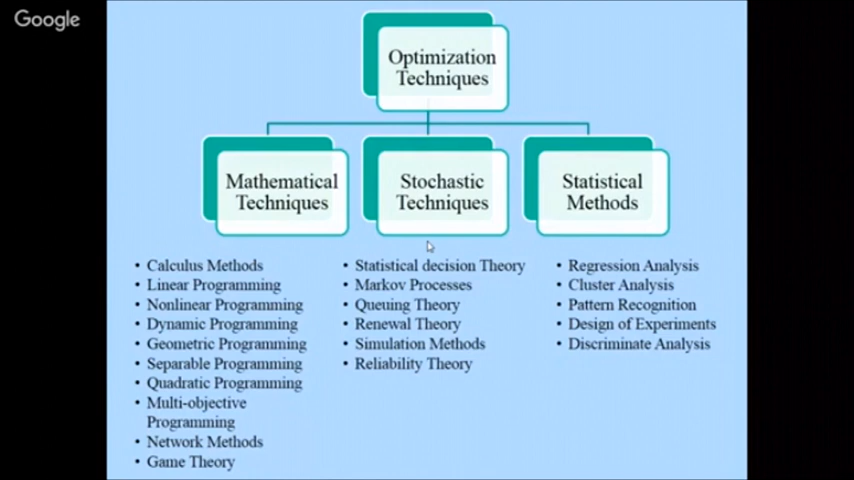 Google
Optimization
Techniques
Mathematical
Techniques
Stochastic
Techniques
Statistical
Methods
• Calculus Methods
• Linear Programming
• Nonlinear Programming
• Dynamic Programming
• Geometric Programming
• Separable Programming
• Quadratic Programming
• Multi-objective
Programming
• Network Methods
• Game Theory
• Statistical decision Theory
• Markov Processes
• Queuing Theory
• Renewal Theory
• Simulation Methods
• Reliability Theory
• Regression Analysis
• Cluster Analysis
• Pattern Recognition
• Design of Experiments
• Discriminate Analysis